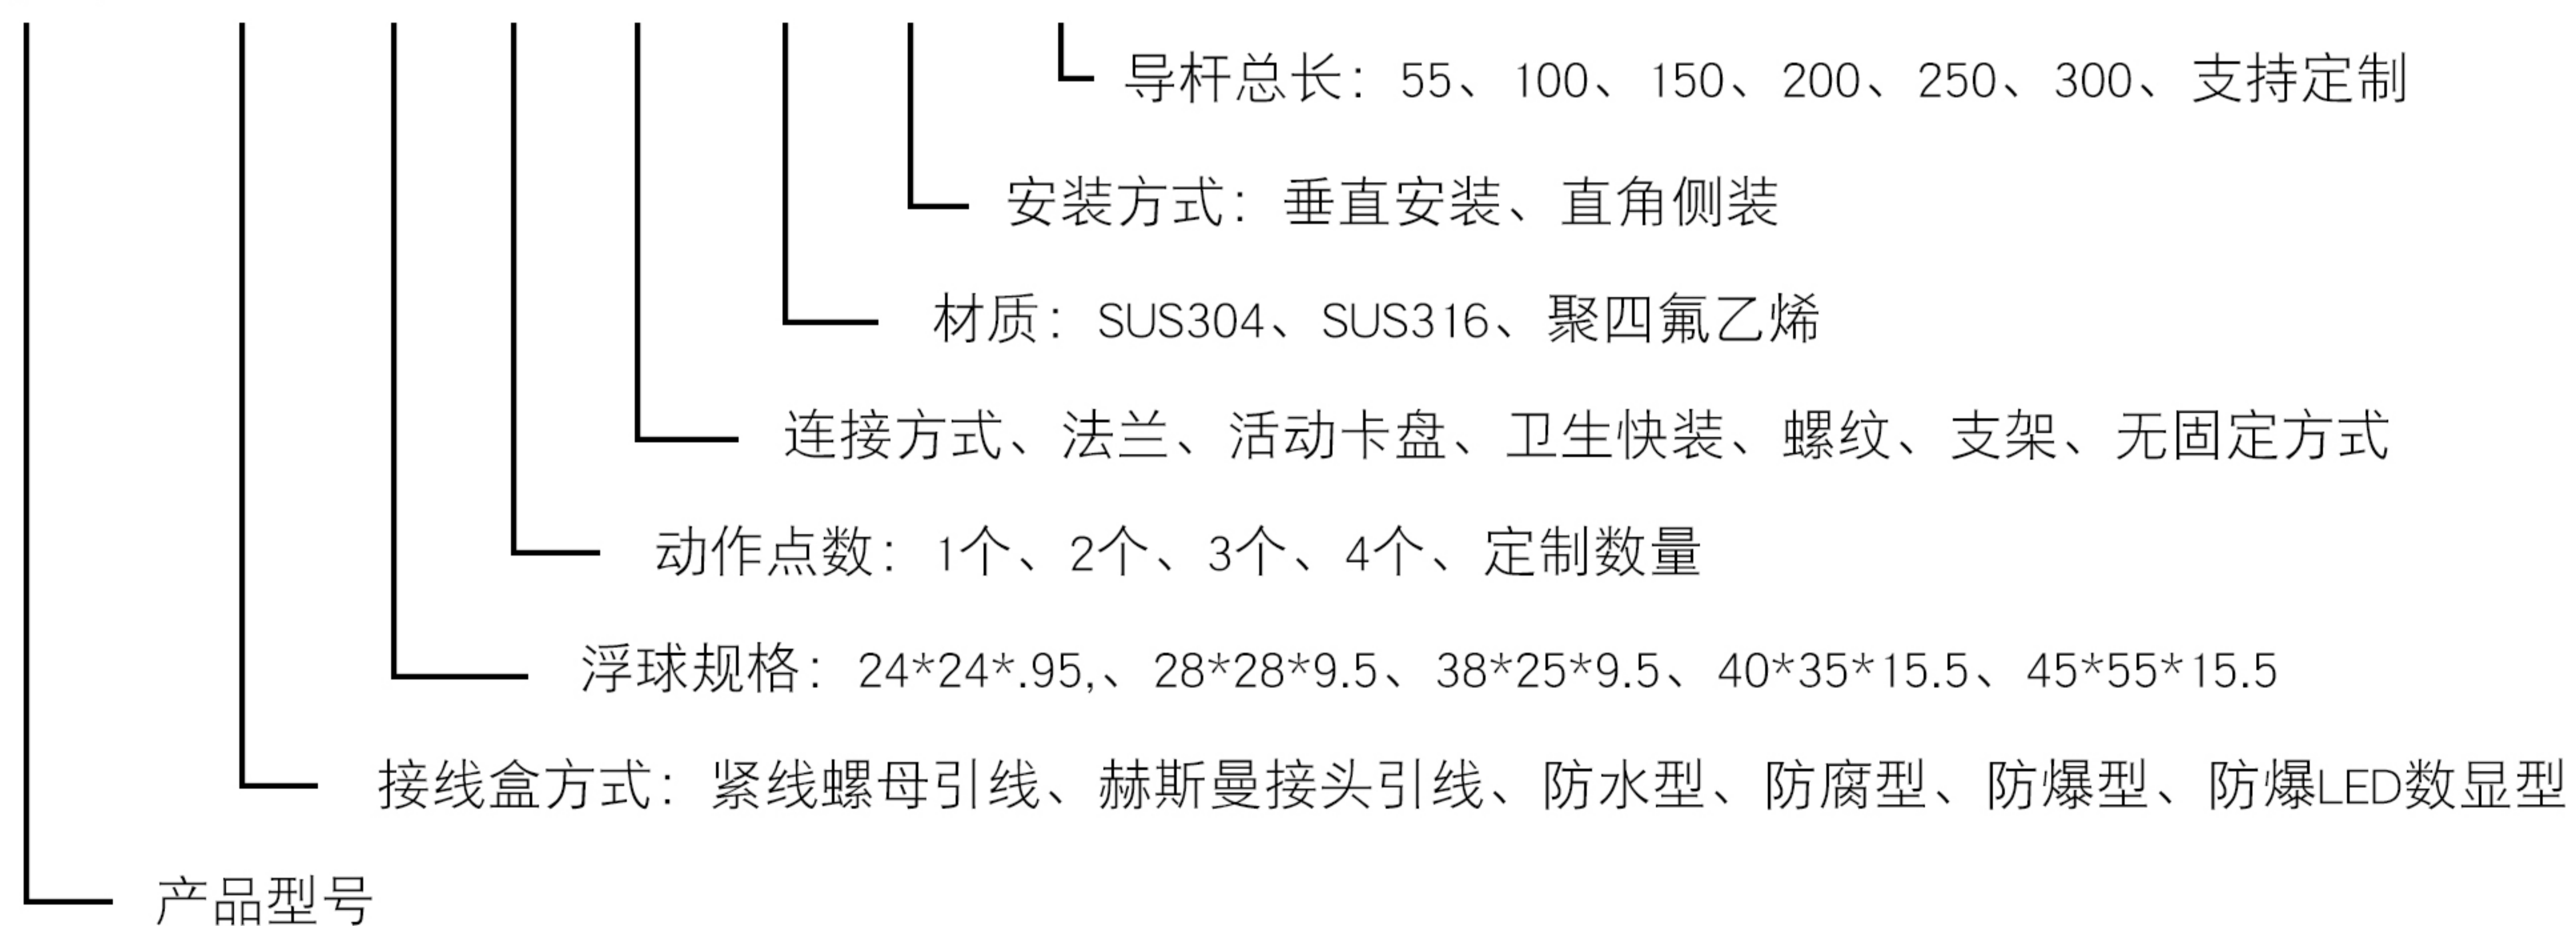 导杆总长：55、100、150、200、250、300、支持定制
安装方式：垂直安装、直角侧装
材质：SUS304、SUS316、聚四氟乙烯
连接方式、法兰、活动卡盘、卫生快装、螺纹、支架、无固定方式
动作点数：1个、2个、3个、4个、定制数量
浮球规格：24*24*.95,、28*28*9.5、38*25*9.5、40*35*15.5、45*55*15.5
接线盒方式：紧线螺母引线、赫斯曼接头引线、防水型、防腐型、防爆型、防爆LED数显型
产品型号